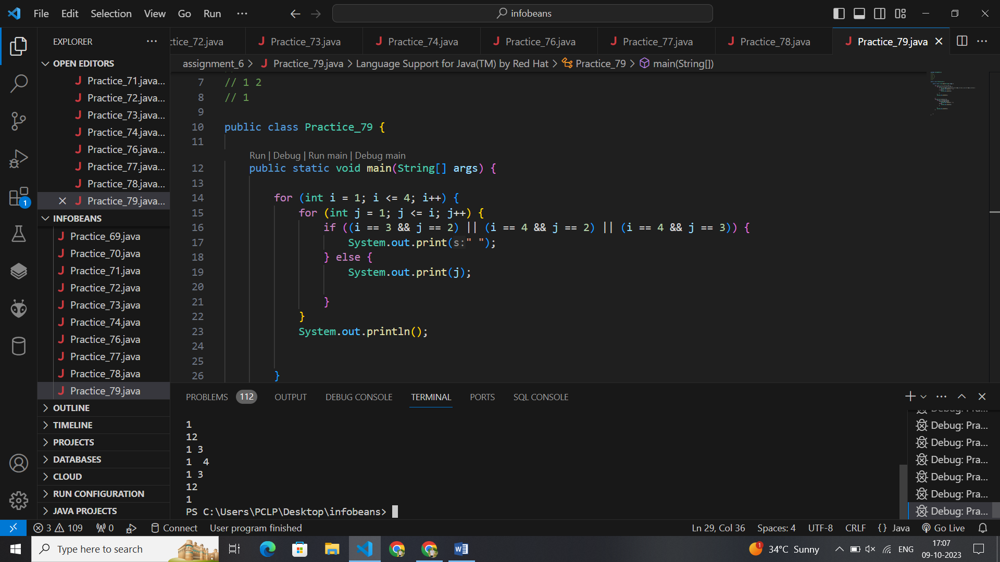 File Edit Selection View Go Run ···
infobeans
EXPLORER
ctice_72.java Practice_73.java Practice_74.java Practice_76.java Practice_77.java Practice_78.java Practice_79.java
assignment_6 > Practice_79.java > Language Support for Java(TM) by Red Hat > Practice_79 > main(String[])
OPEN EDITORS
Practice_71.java...
Practice_72.java...
Practice_73.java...
Practice_74.java...
Practice_76.java...
Practice_77.java...
Practice_78.java...
Practice_79.java...
INFOBEANS
Practice_69.java
Practice_70.java
Practice_71.java
Practice_72.java
Practice_73.java
Practice_74.java
Practice_76.java
Practice_77.java
Practice_78.java
Practice_79.java
OUTLINE
TIMELINE
PROJECTS
DATABASES
CLOUD
RUN CONFIGURATION
JAVA PROJECTS
1
7 // 1 2
8 // 1
9
10 public class Practice_79 {
11
Run | Debug | Run main | Debug main
12 public static void main(String[] args) {
13
14 for (int i = 1; i <= 4; i++) {
15 for (int j = 1; j <= i; j++) {
16 if ((i == 3 && j == 2) || (i == 4 && j == 2) || (i == 4 && j == 3)) {
17 System.out.print(s:" ");
18 } else {
19 System.out.print(j);
20
21 }
22 }
23 System.out.println();
24
25
26 }
PROBLEMS 112 OUTPUT DEBUG CONSOLE TERMINAL PORTS SQL CONSOLE
1
12
1 3
1  4
1 3
12
1
PS C:\Users\PCLP\Desktop\infobeans>
Debug: Pra...
Debug: Pra...
Debug: Pra...
Debug: Pra...
Debug: Pra...
Debug: Pra...
Debug: Pra...
3 109 0 Connect User program finished Ln 29, Col 36 Spaces: 4 UTF-8 CRLF {} Java Go Live
Type here to search
1 34°C Sunny ENG 17:07
09-10-2023